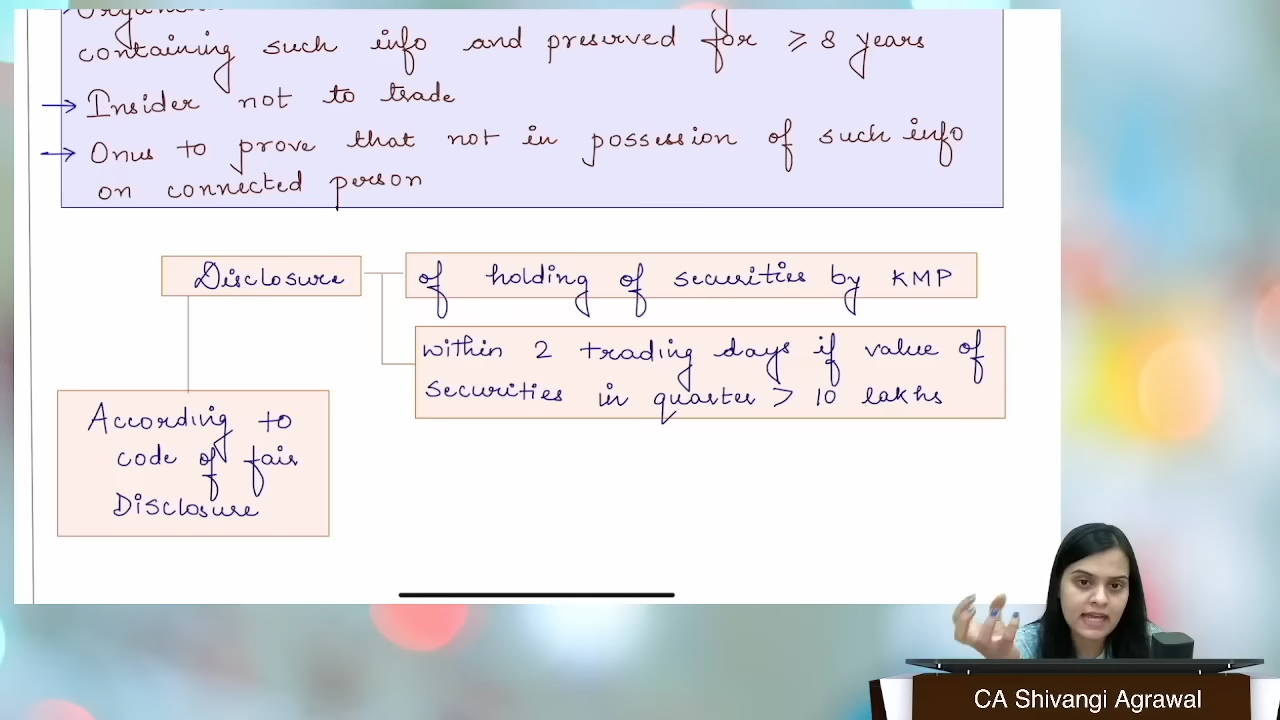 containing such info and preserved for ⩾ 8 years
→ Insider not to trade
→ Onus to prove that not in possession of such info
on connected person
Disclosure
of holding of securities by KMP
within 2 trading days if value of
securities in quarter > 10 lakhs
According to
code of fair
Disclosure
CA Shivangi Agrawal